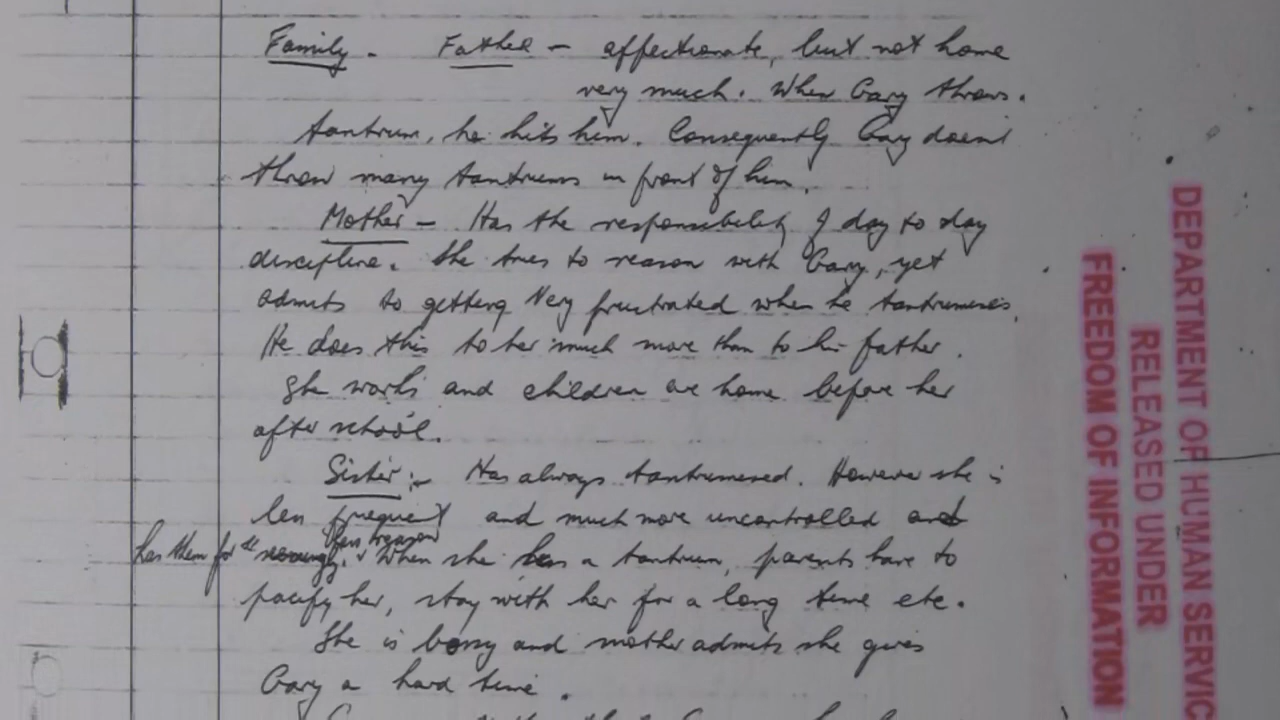 Family. Father - affectionate, but not home
very much. When Gary throws.
tantrum, he hits him. Consequently Gary doesnt
throw many tantrums in front of him.
Mother - Has the responsibility of day to day
discipline. She tries to reason with Gary, yet
admits to getting very frustrated when he tantrumeses.
He does this to her much more than to his father.
She works and children are home before her
after school.
Sister:- Has always tantrumered. However she is
less frequent and much more uncontrolled and
has them for
When she has a tantrum, parents have to
pacify her, stay with her for a long time etc.
She is bossy and mother admits she gives
Gary a hard time.
DEPARTMENT OF HUMAN SERVIC
RELEASED UNDER
FREEDOM OF INFORMATION